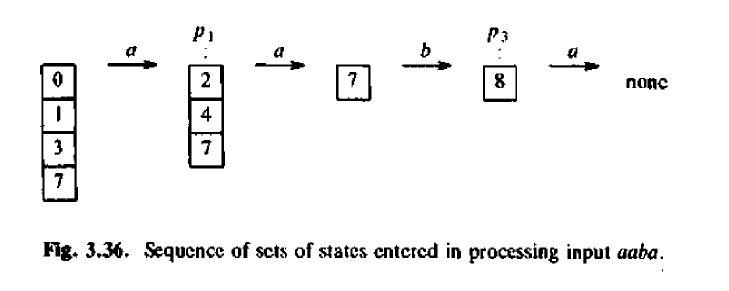 p1 p3
a a b a
0 2 7 8 none
1 4
3 7
7
Fig. 3.36. Sequence of sets of states entered in processing input aaba.